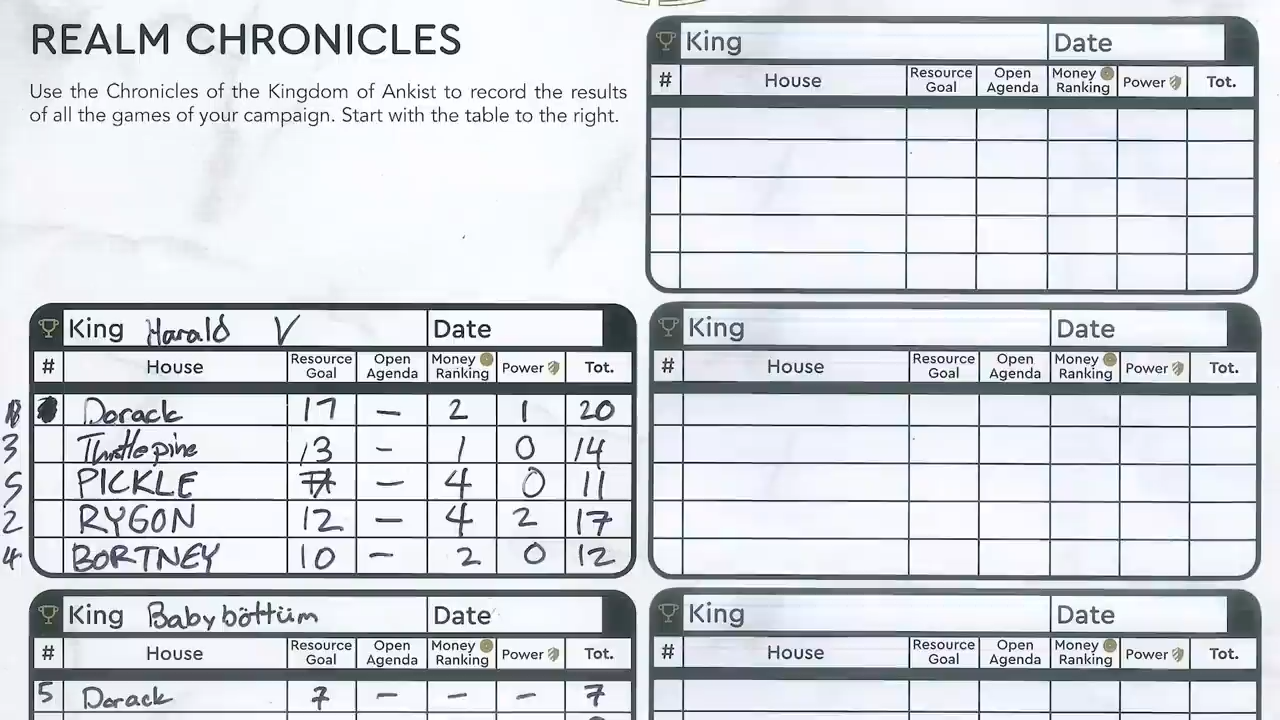 REALM CHRONICLES
Use the Chronicles of the Kingdom of Ankist to record the results
of all the games of your campaign. Start with the table to the right.
King Date
# House Resource Goal Open Agenda Money Ranking Power Tot.
King Harald V Date
# House Resource Goal Open Agenda Money Ranking Power Tot.
Dorack 17 – 2 1 20
3 Thistlepine 13 – 1 0 14
5 PICKLE – 4 0 11
2 RYGON 12 – 4 2 17
4 BORTNEY 10 – 2 0 12
King Date
# House Resource Goal Open Agenda Money Ranking Power Tot.
King Babyböttüm Date
# House Resource Goal Open Agenda Money Ranking Power Tot.
5 Dorack 7 – – – 7
King Date
# House Resource Goal Open Agenda Money Ranking Power Tot.